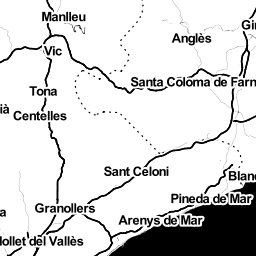 Manlleu
Gi
Anglès
Vic
Santa Coloma de Farn
Tona
ià
Centelles
Sant Celoni
Blan
Pineda de Mar
Granollers
a
Arenys de Mar
ollet del Vallès